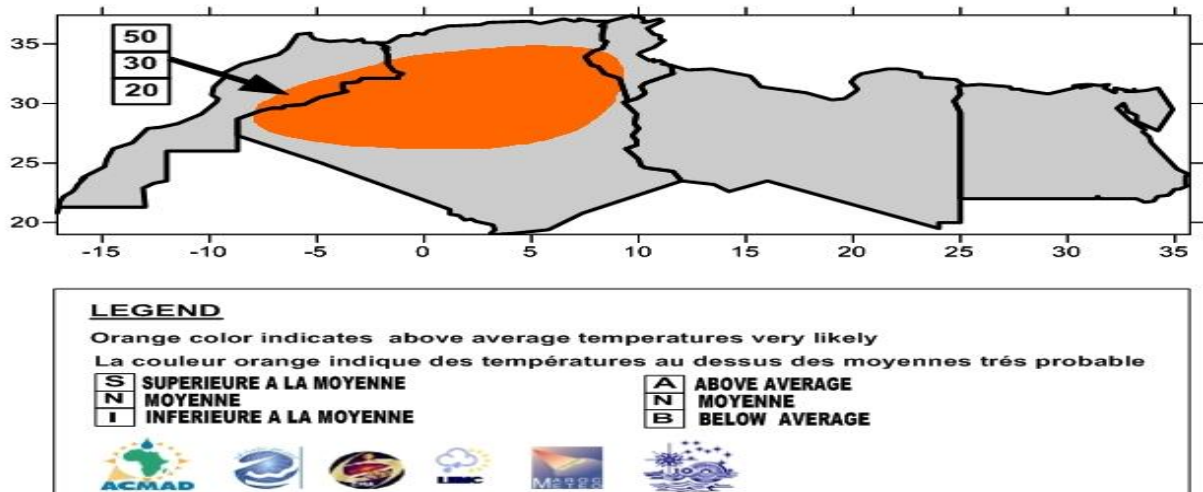 50
30
20
35
30
25
20
-15 -10 -5 0 5 10 15 20 25 30 35
LEGEND
Orange color indicates above average temperatures very likely
La couleur orange indique des températures au dessus des moyennes trés probable
S SUPERIEURE A LA MOYENNE
N MOYENNE
I INFERIEURE A LA MOYENNE
A ABOVE AVERAGE
N MOYENNE
B BELOW AVERAGE
ACMAD
MAROC
METEO